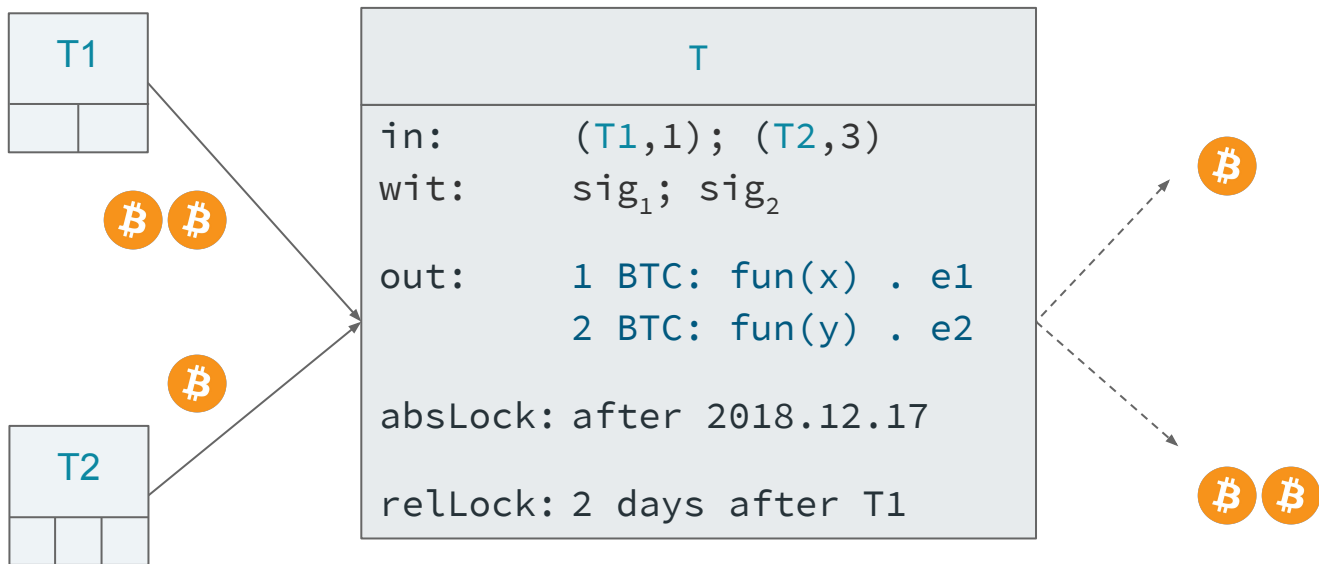 T1
T2
T
in: (T1,1); (T2,3)
wit: sig₁; sig₂
out: 1 BTC: fun(x) . e1
2 BTC: fun(y) . e2
absLock: after 2018.12.17
relLock: 2 days after T1